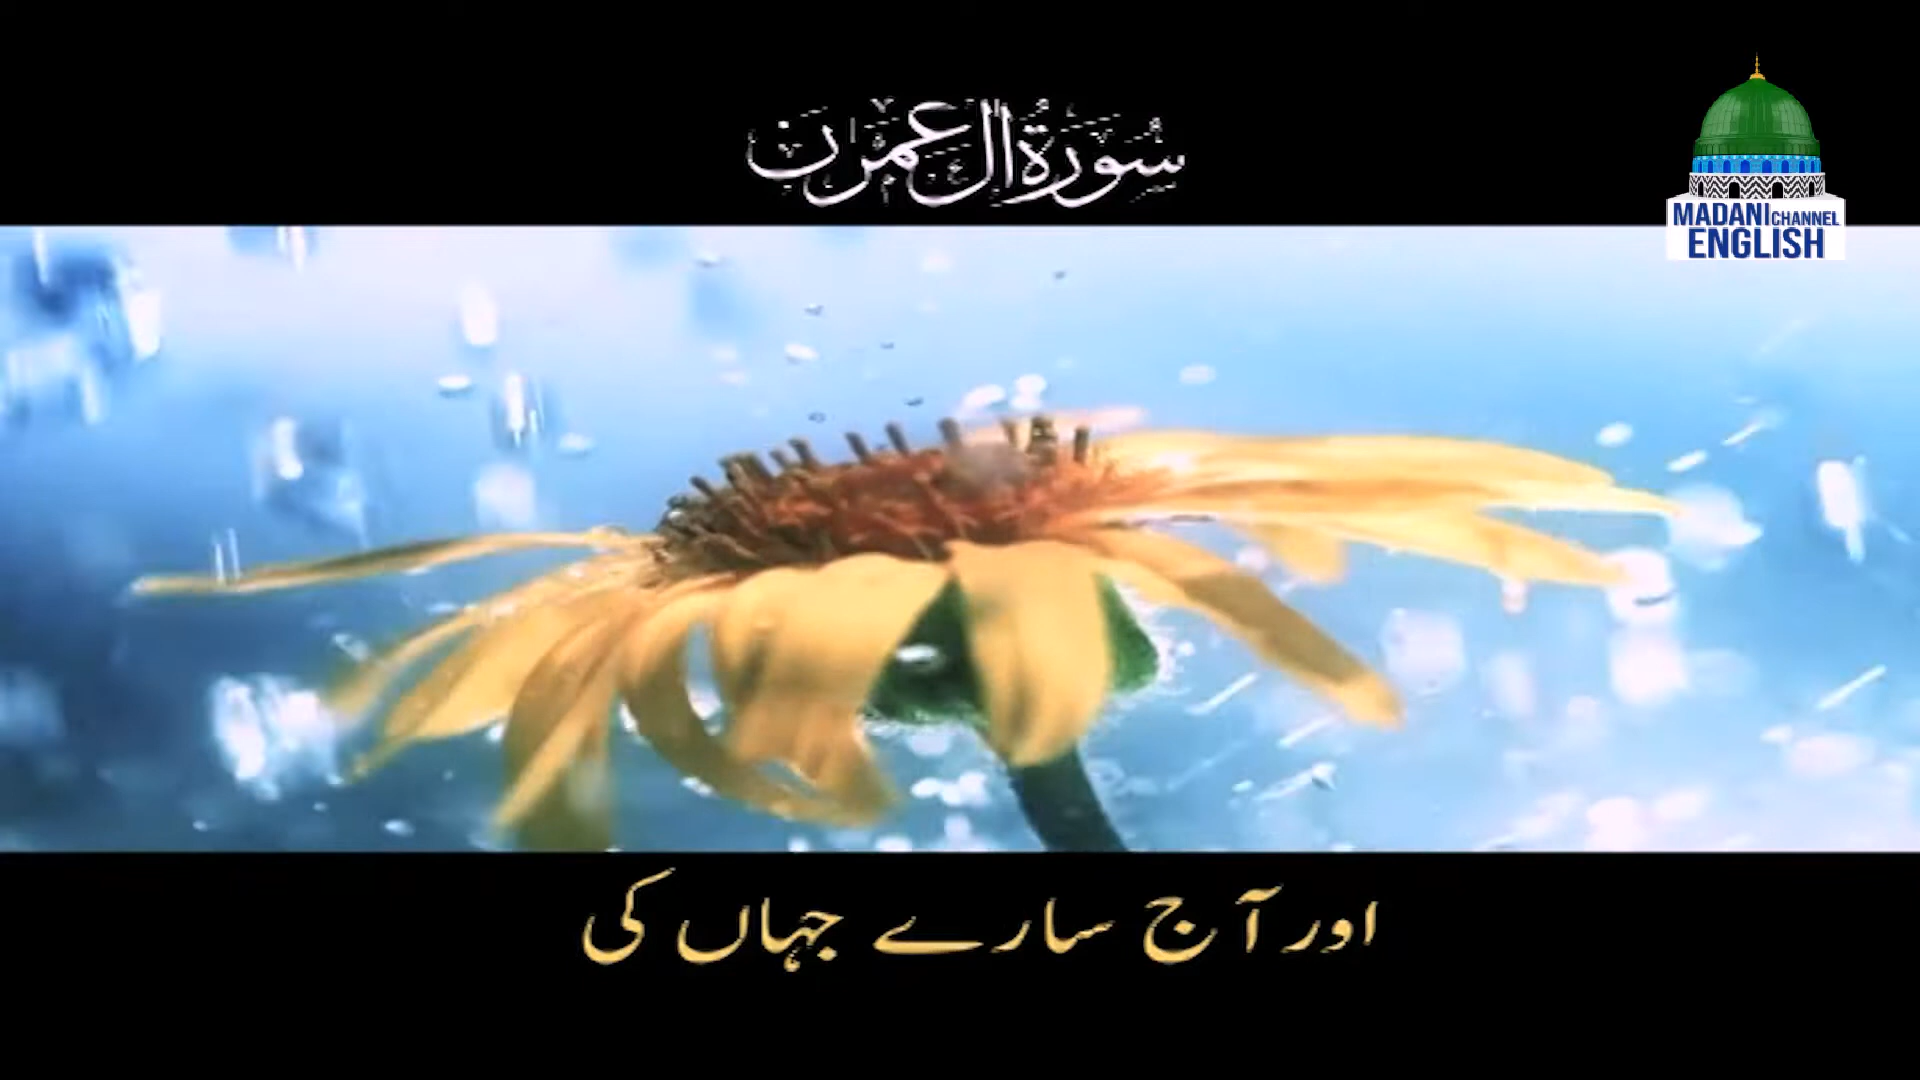 سُوۡرَةُ اٰلِ عِمۡرٰن
MADANI CHANNEL
ENGLISH
اور آج سارے جہاں کی